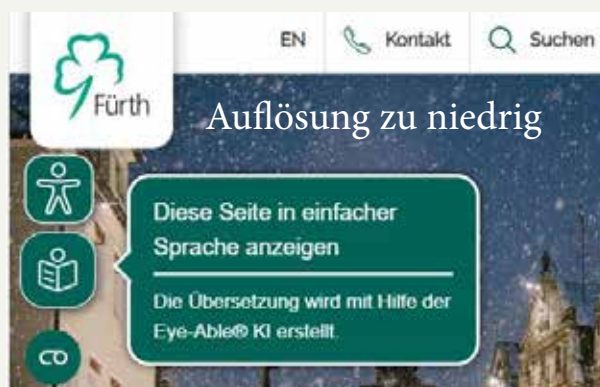 EN
Kontakt
Suchen
Fürth
Auflösung zu niedrig
Diese Seite in einfacher
Sprache anzeigen
Die Übersetzung wird mit Hilfe der
Eye-Able® KI erstellt.